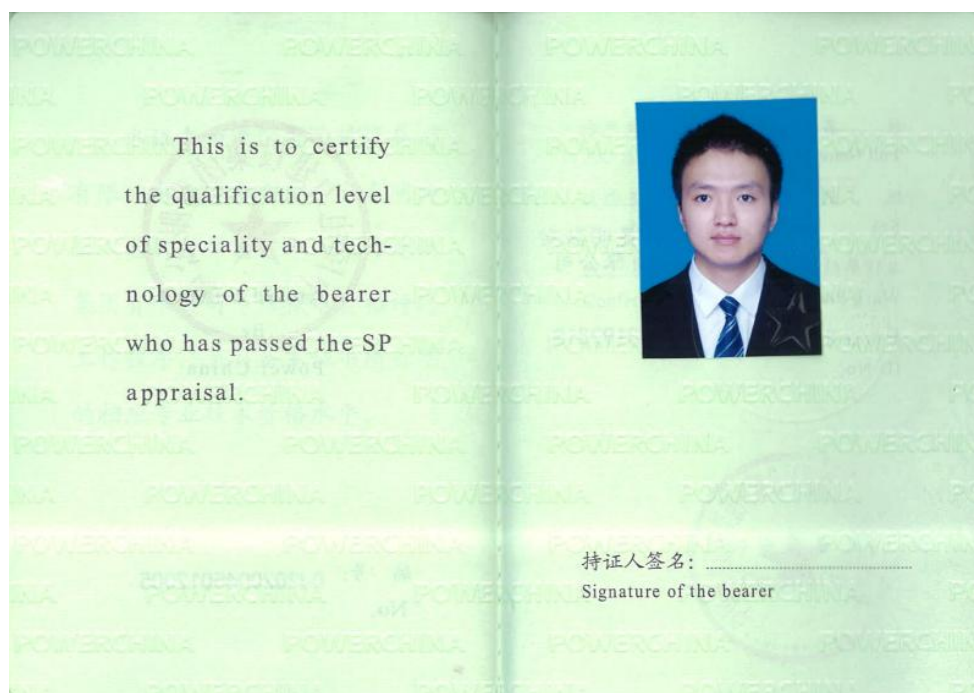 This is to certify
the qualification level
of speciality and tech-
nology of the bearer
who has passed the SP
appraisal.
持证人签名：
Signature of the bearer
POWERCHINA